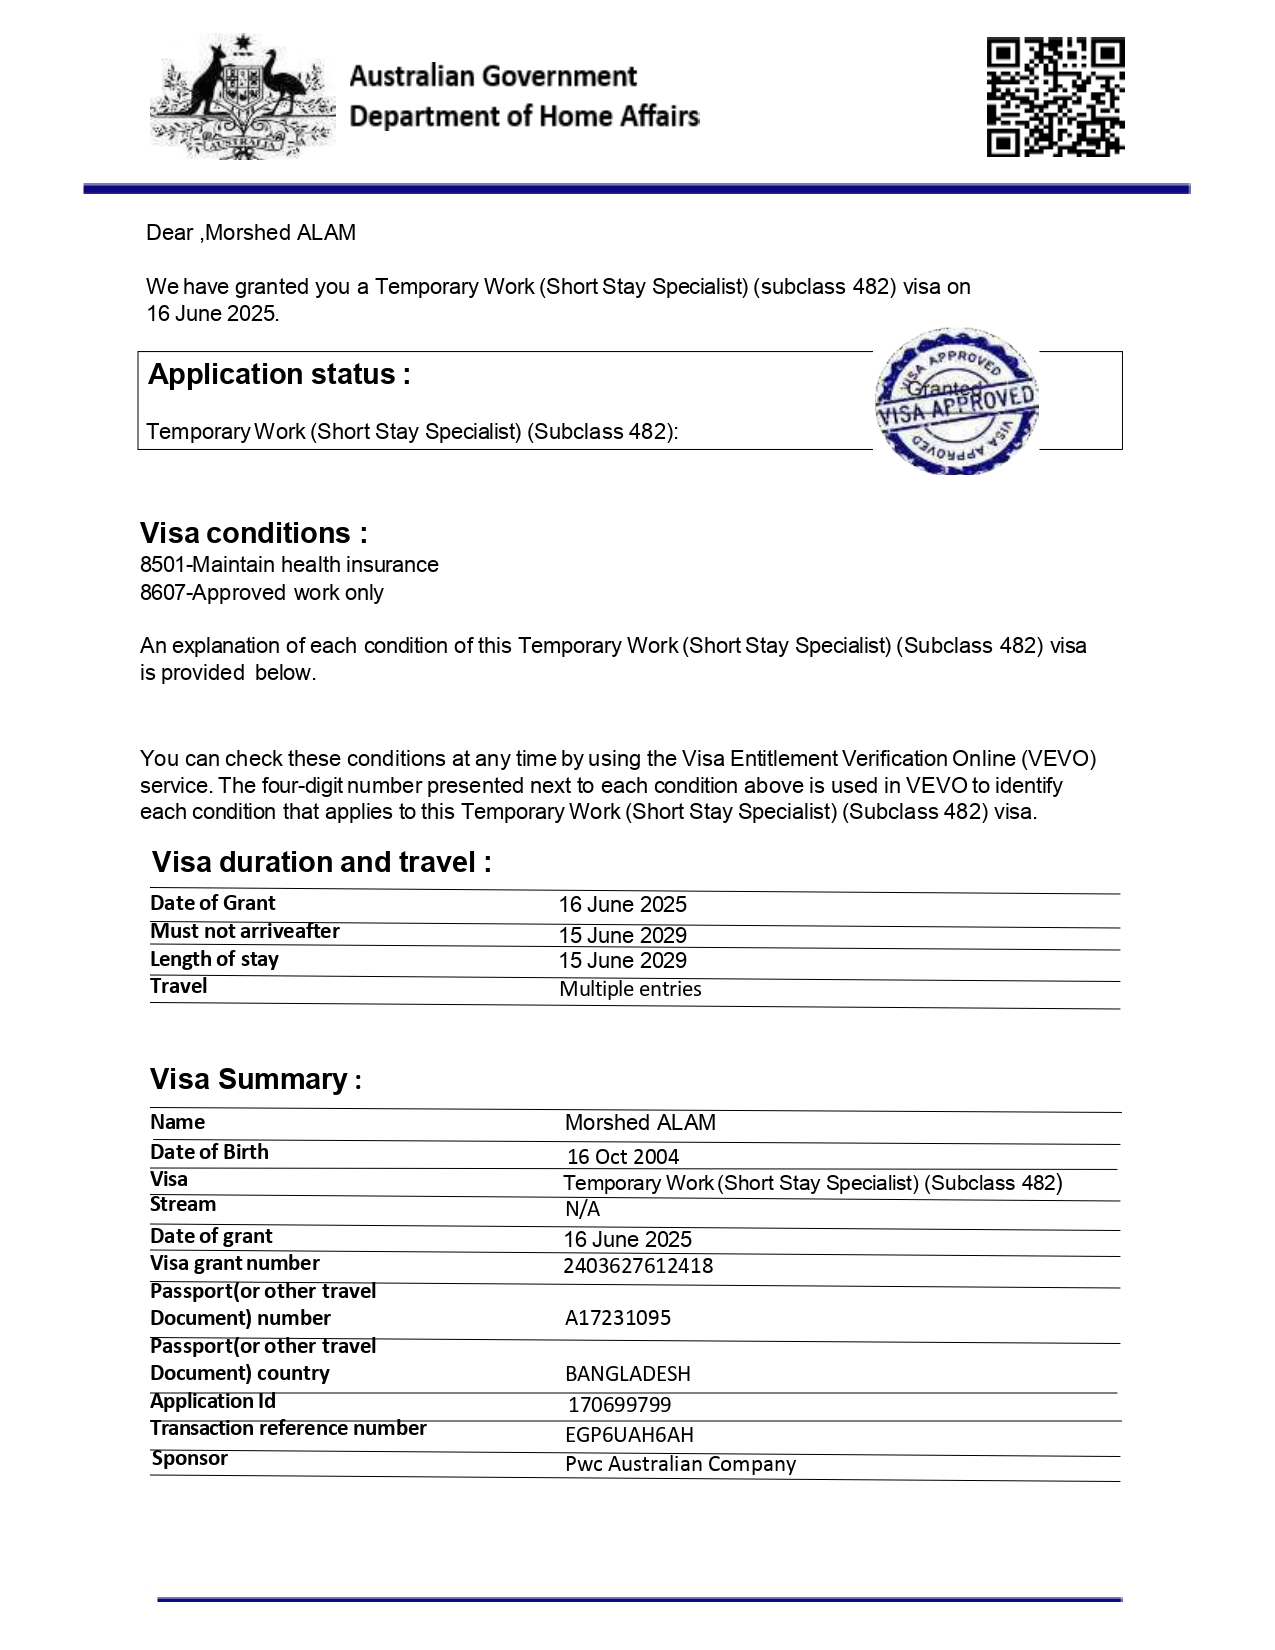 AUSTRALIA
Australian Government
Department of Home Affairs
Dear ,Morshed ALAM
We have granted you a Temporary Work (Short Stay Specialist) (subclass 482) visa on
16 June 2025.
Application status :
Granted
VISA APPROVED
VISA APPROVED
VISA APPROVED
Temporary Work (Short Stay Specialist) (Subclass 482):
Visa conditions :
8501-Maintain health insurance
8607-Approved work only
An explanation of each condition of this Temporary Work (Short Stay Specialist) (Subclass 482) visa
is provided below.
You can check these conditions at any time by using the Visa Entitlement Verification Online (VEVO)
service. The four-digit number presented next to each condition above is used in VEVO to identify
each condition that applies to this Temporary Work (Short Stay Specialist) (Subclass 482) visa.
Visa duration and travel :
Date of Grant 16 June 2025
Must not arriveafter 15 June 2029
Length of stay 15 June 2029
Travel Multiple entries
Visa Summary :
Name Morshed ALAM
Date of Birth 16 Oct 2004
Visa Temporary Work (Short Stay Specialist) (Subclass 482)
Stream N/A
Date of grant 16 June 2025
Visa grant number 2403627612418
Passport(or other travel
Document) number A17231095
Passport(or other travel
Document) country BANGLADESH
Application Id 170699799
Transaction reference number EGP6UAH6AH
Sponsor Pwc Australian Company